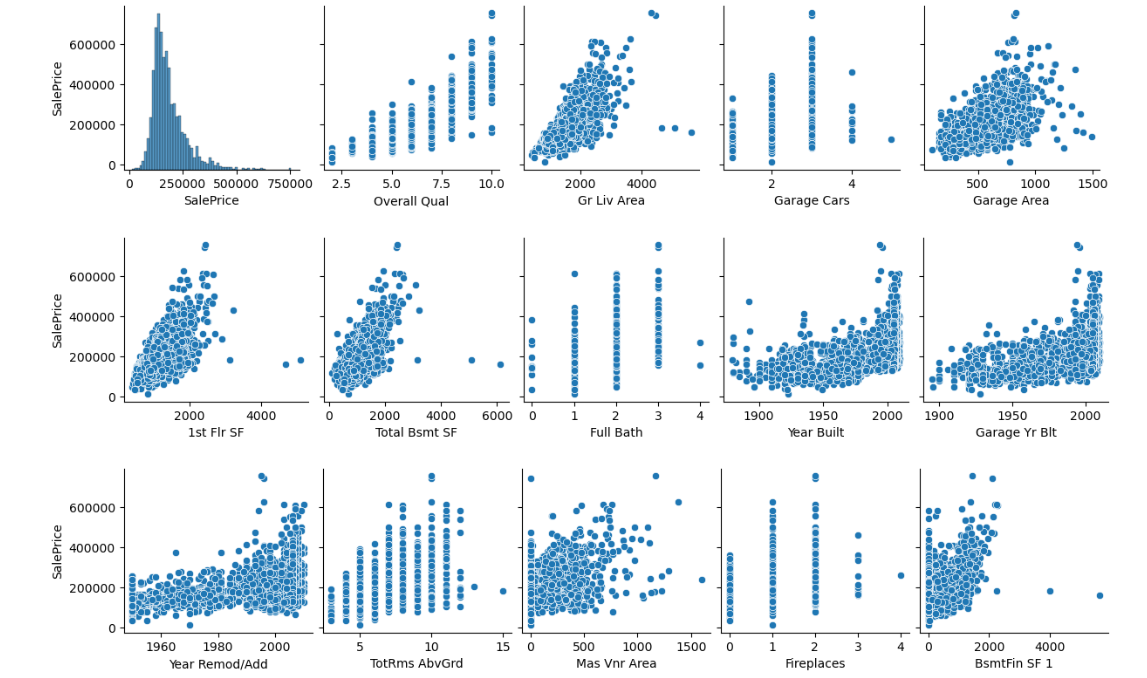 SalePrice
600000
400000
200000
0
0 250000 500000 750000
SalePrice
2.5 5.0 7.5 10.0
Overall Qual
2000 4000
Gr Liv Area
2 4
Garage Cars
500 1000 1500
Garage Area
SalePrice
600000
400000
200000
0
2000 4000
1st Flr SF
0 2000 4000 6000
Total Bsmt SF
0 1 2 3 4
Full Bath
1900 1950 2000
Year Built
1900 1950 2000
Garage Yr Blt
SalePrice
600000
400000
200000
0
1960 1980 2000
Year Remod/Add
5 10 15
TotRms AbvGrd
0 500 1000 1500
Mas Vnr Area
0 1 2 3 4
Fireplaces
0 2000 4000
BsmtFin SF 1